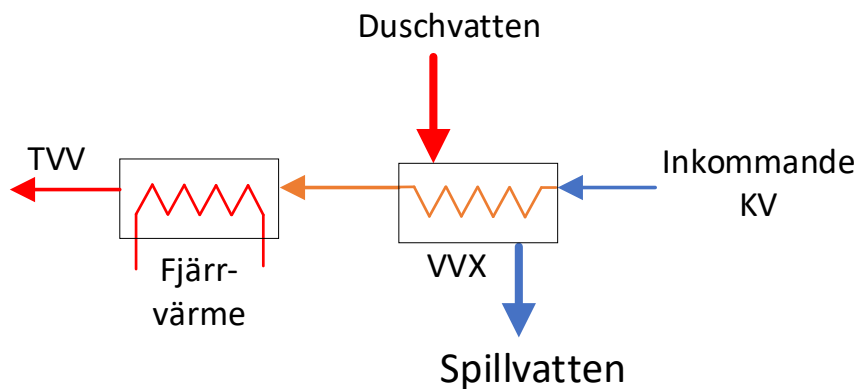 Duschvatten
TVV
Inkommande
KV
Fjärr-
värme
VVX
Spillvatten